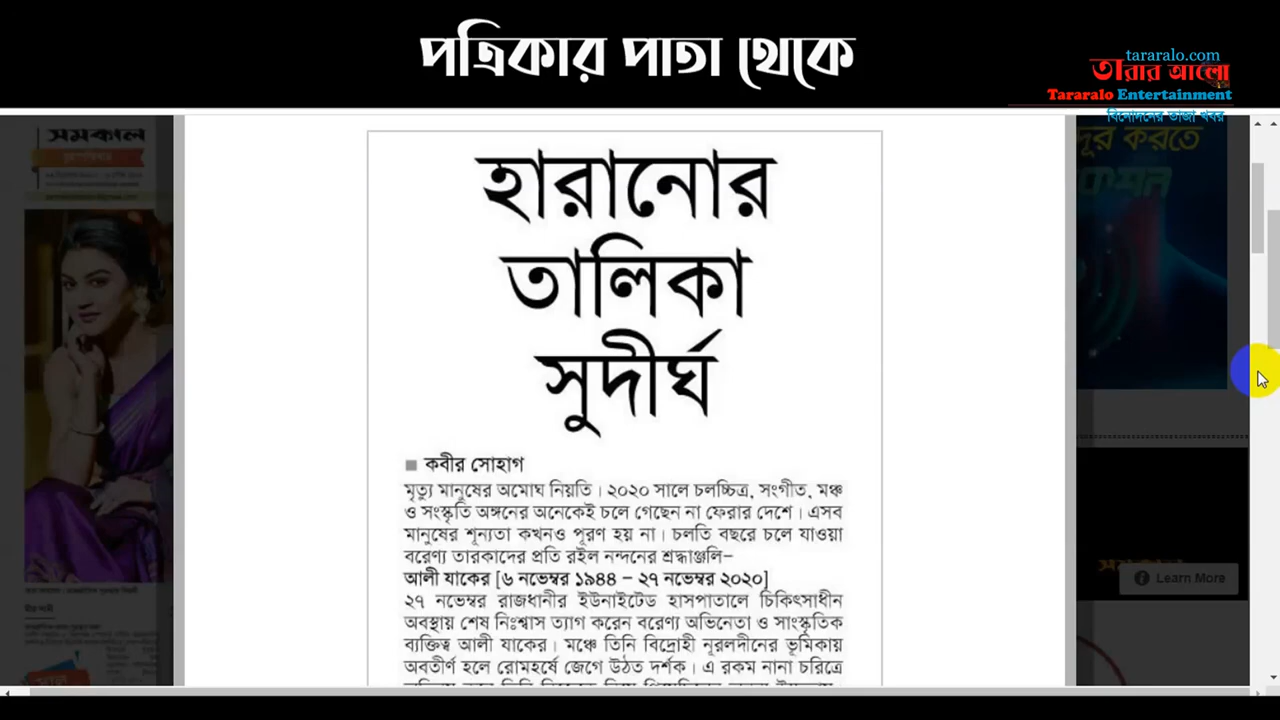 পত্রিকার পাতা থেকে
tararalo.com
তারার আলো
Tararalo Entertainment
বিনোদনের তাজা খবর
সমকাল
দূর করতে
হারানোর
তালিকা
সুদীর্ঘ
কবীর সোহাগ
মৃত্যু মানুষের অমোঘ নিয়তি। ২০২০ সালে চলচ্চিত্র, সংগীত, মঞ্চ
ও সংস্কৃতি অঙ্গনের অনেকেই চলে গেছেন না ফেরার দেশে। এসব
মানুষের শূন্যতা কখনও পূরণ হয় না। চলতি বছরে চলে যাওয়া
বরেণ্য তারকাদের প্রতি রইল নন্দনের শ্রদ্ধাঞ্জলি–
আলী যাকের [৬ নভেম্বর ১৯৪৪ – ২৭ নভেম্বর ২০২০]
২৭ নভেম্বর রাজধানীর ইউনাইটেড হাসপাতালে চিকিৎসাধীন
অবস্থায় শেষ নিঃশ্বাস ত্যাগ করেন বরেণ্য অভিনেতা ও সাংস্কৃতিক
ব্যক্তিত্ব আলী যাকের। মঞ্চে তিনি বিদ্রোহী নূরলদীনের ভূমিকায়
অবতীর্ণ হলে রোমহর্ষে জেগে উঠত দর্শক। এ রকম নানা চরিত্রে
Learn More